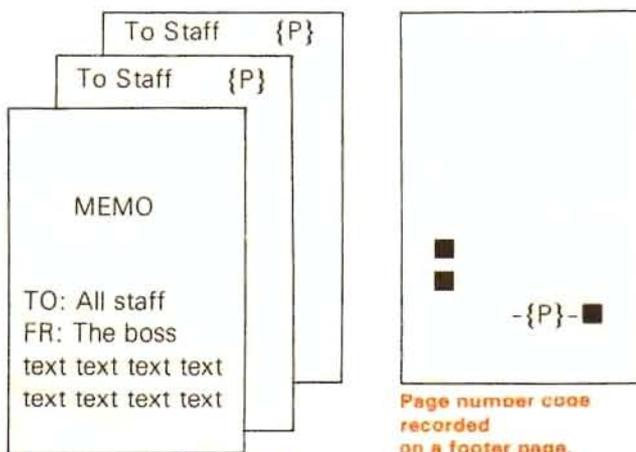 To Staff {P}
To Staff {P}
MEMO
TO: All staff
FR: The boss
text text text text
text text text text
-{P}-■
Page number code
recorded
on a footer page.